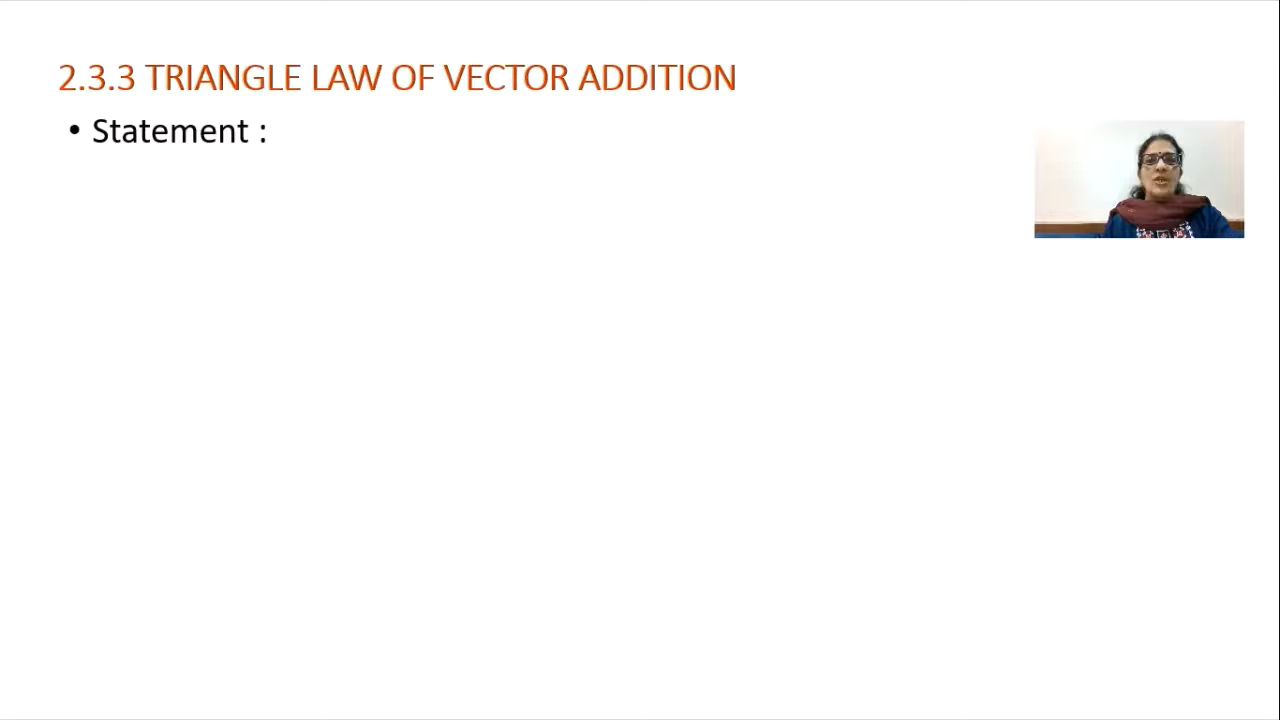 2.3.3 TRIANGLE LAW OF VECTOR ADDITION
• Statement :